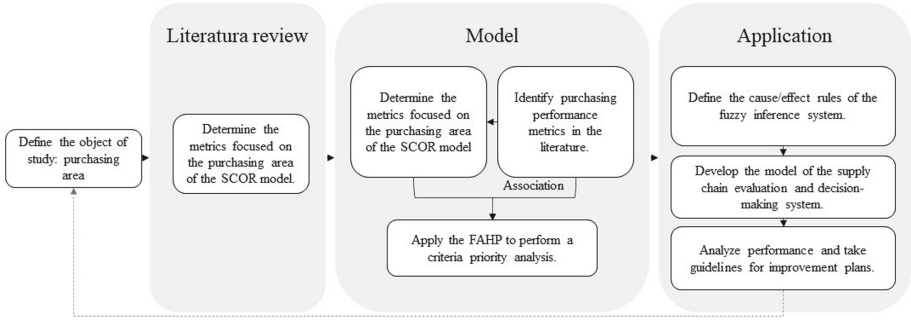 Define the object of
study: purchasing
area
Literatura review
Determine the
metrics focused on
the purchasing area
of the SCOR model.
Model
Determine the
metrics focused on
the purchasing area
of the SCOR model
Identify purchasing
performance
metrics in the
literature.
Association
Apply the FAHP to perform a
criteria priority analysis.
Application
Define the cause/effect rules of the
fuzzy inference system.
Develop the model of the supply
chain evaluation and decision-
making system.
Analyze performance and take
guidelines for improvement plans.